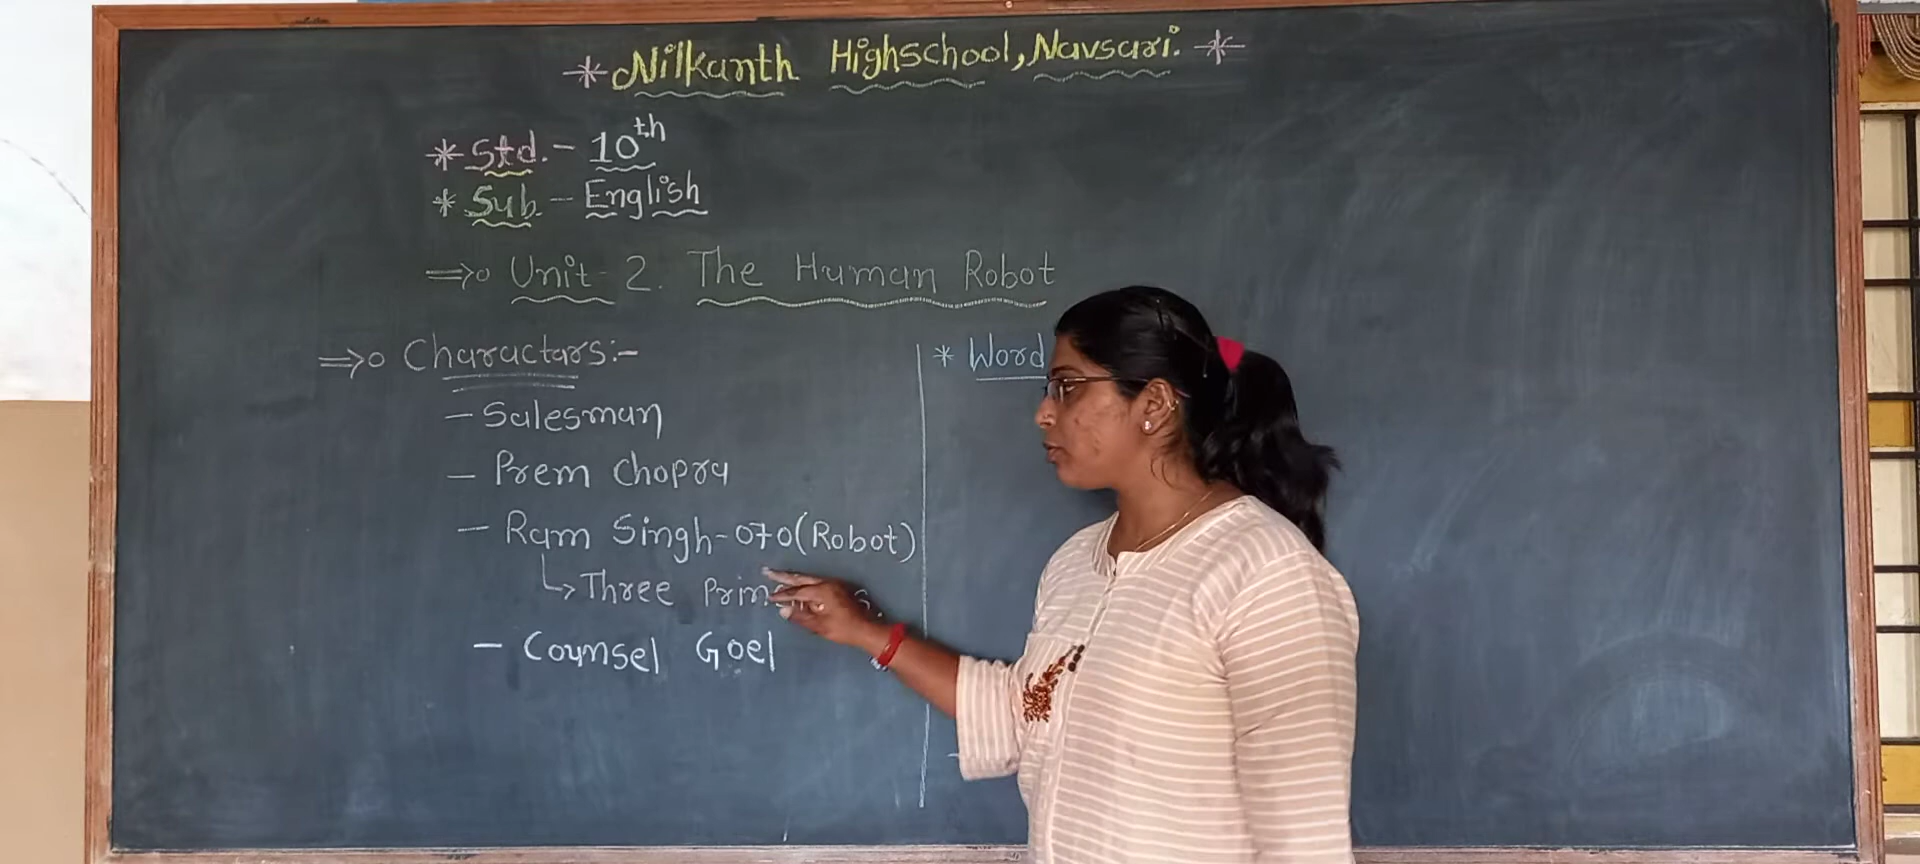 * Nilkanth Highschool, Navsari. *
* Std. - 10th
* Sub - English
⇒o Unit - 2. The Human Robot
⇒o Charactars:-
- Salesman
- Prem Chopra
- Ram Singh-070(Robot)
↳ Three
- Counsel Goel
* Word